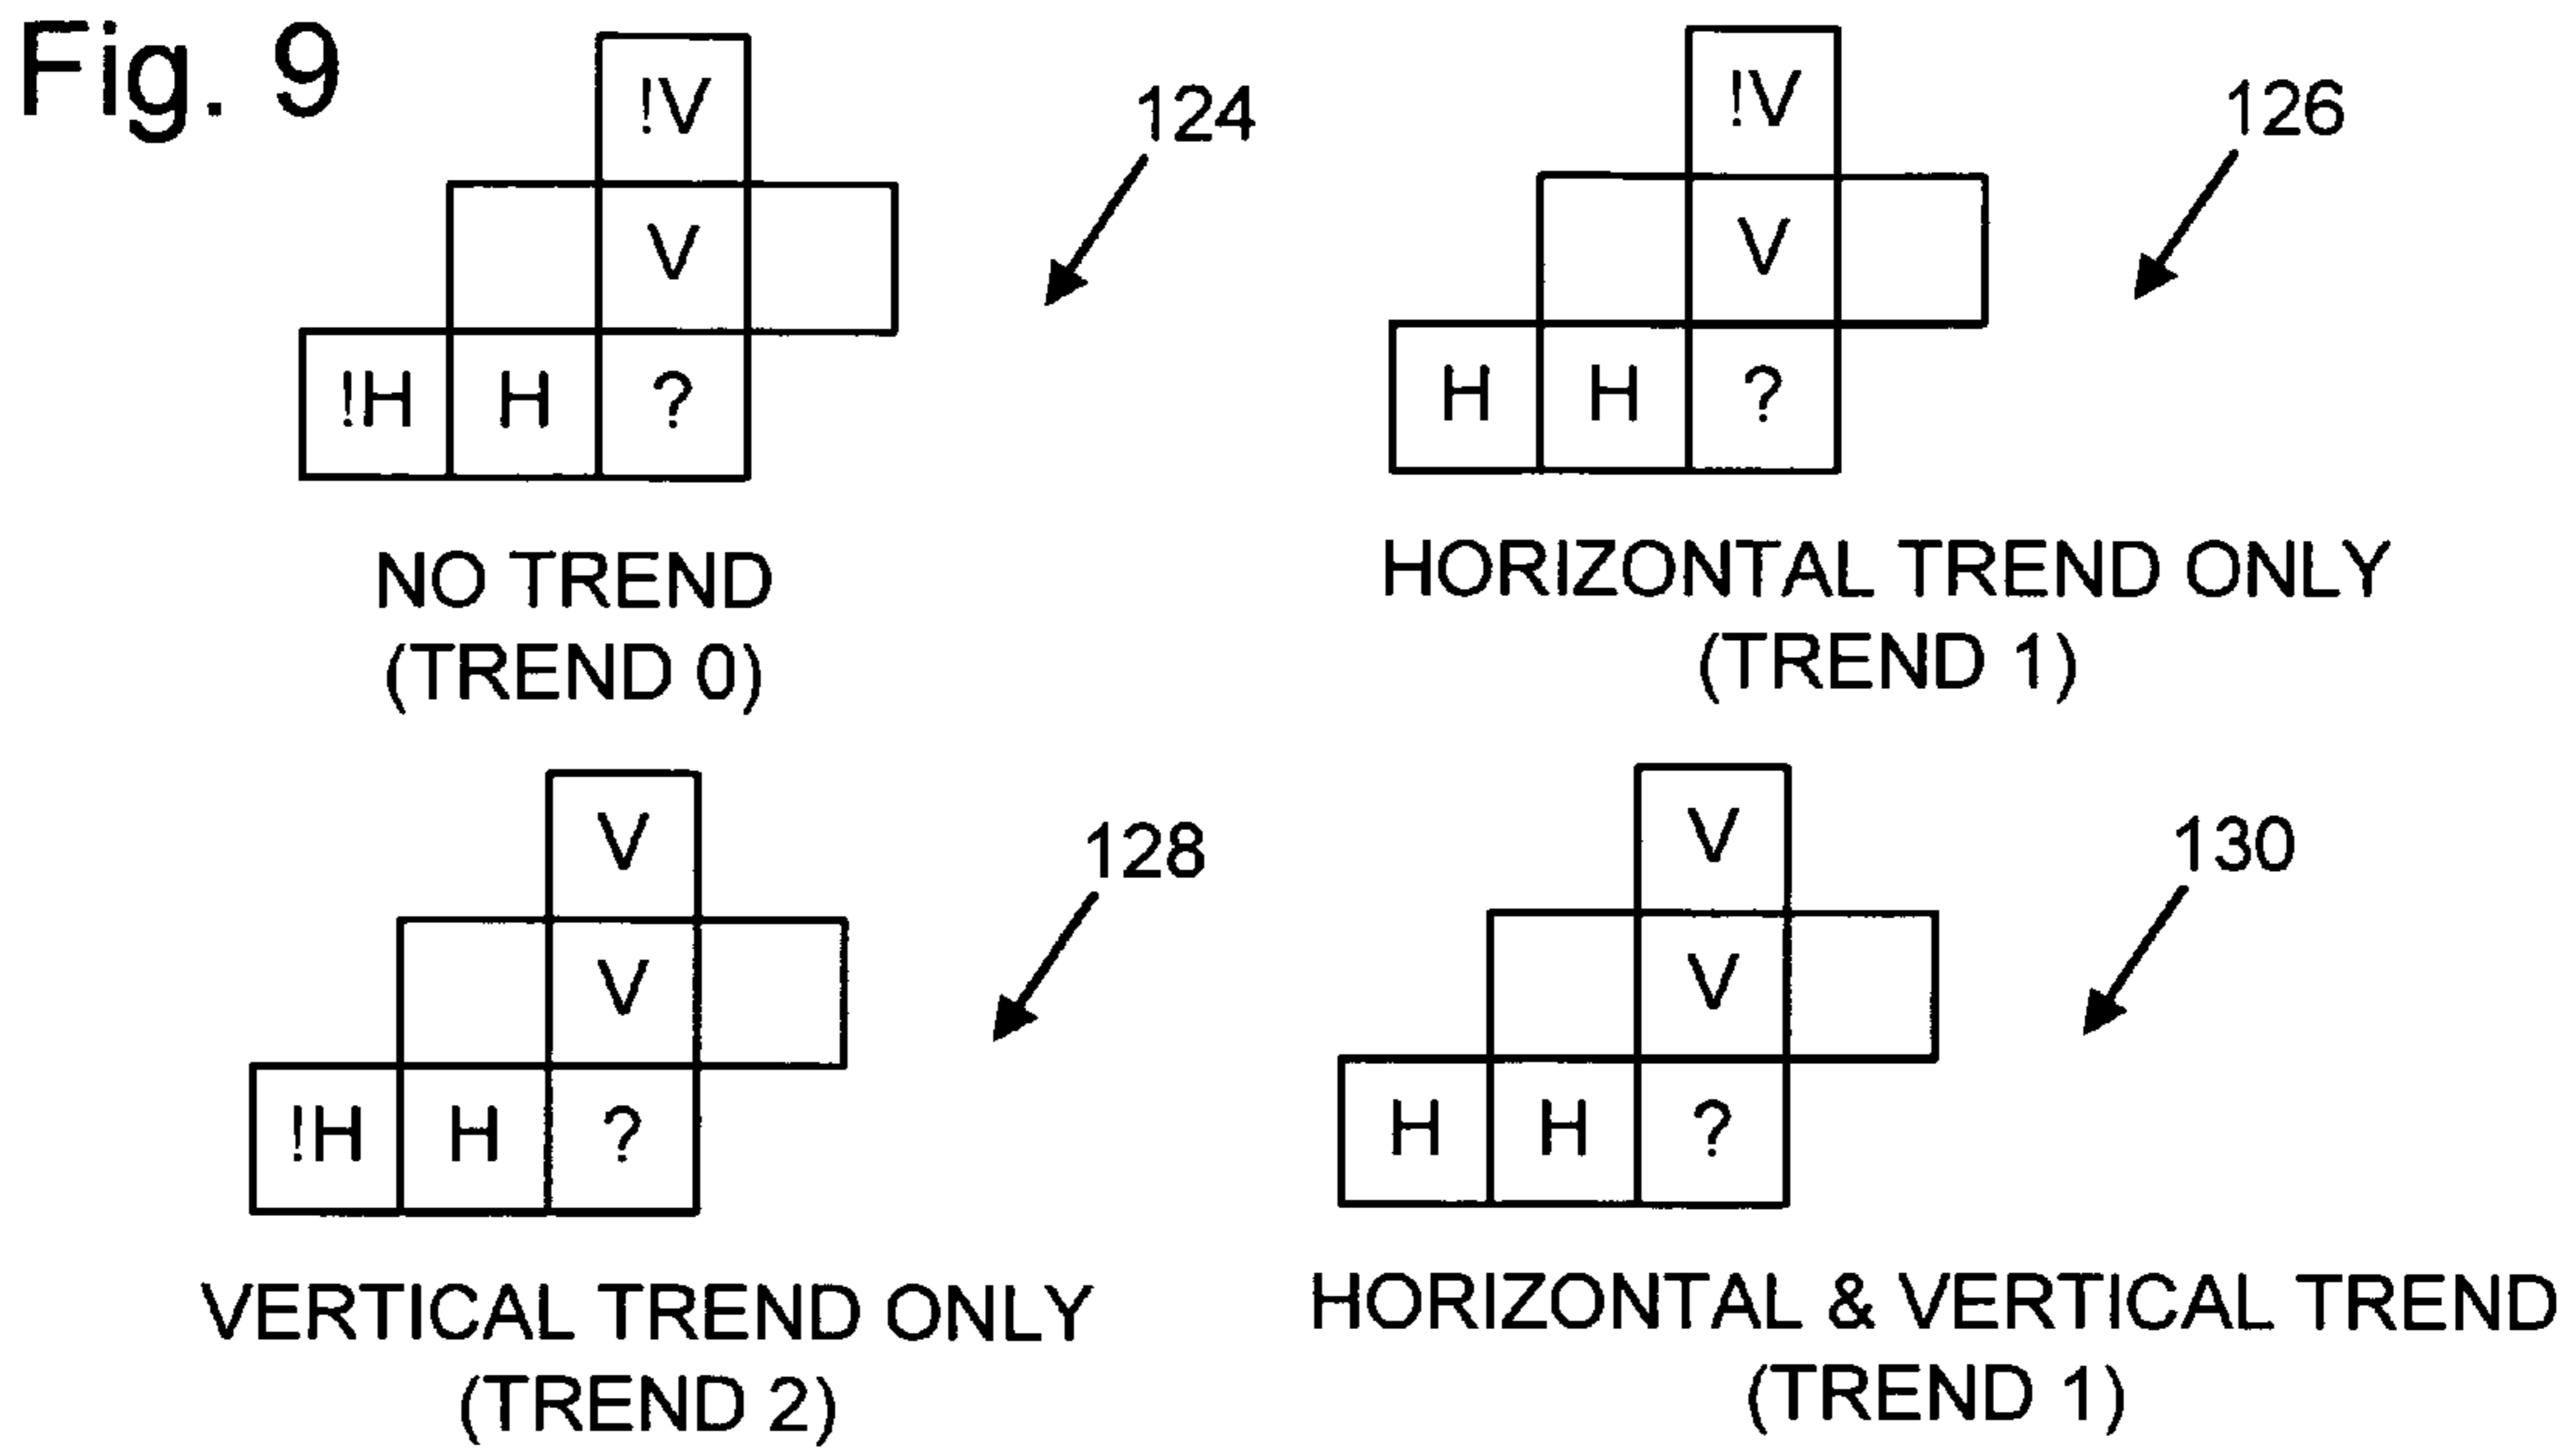 Fig. 9
!V
V
!H H ?
124
NO TREND
(TREND 0)
!V
V
H H ?
126
HORIZONTAL TREND ONLY
(TREND 1)
V
V
!H H ?
128
VERTICAL TREND ONLY
(TREND 2)
V
V
H H ?
130
HORIZONTAL & VERTICAL TREND
(TREND 1)